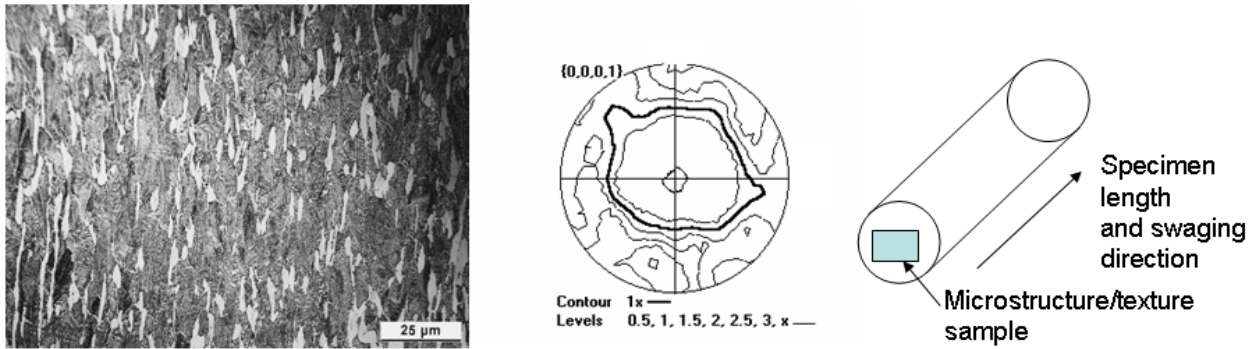 25 µm
{0,0,0,1}
Contour 1x
Levels 0.5, 1, 1.5, 2, 2.5, 3, x
Specimen
length
and swaging
direction
Microstructure/texture
sample